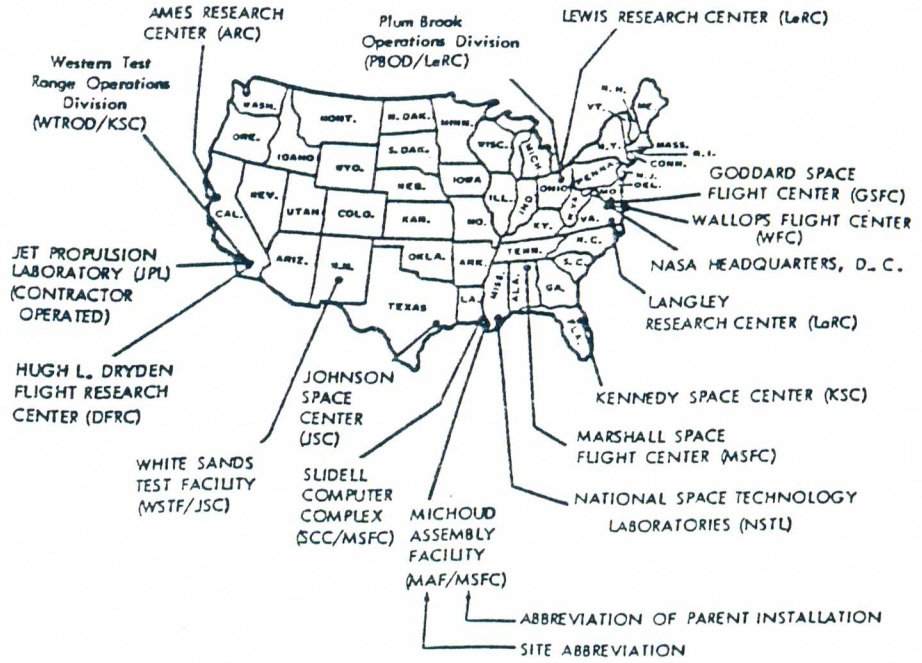 AMES RESEARCH
CENTER (ARC)
Plum Brook
Operations Division
(PBOD/LeRC)
LEWIS RESEARCH CENTER (LeRC)
Western Test
Range Operations
Division
(WTROD/KSC)
WASH.
MONT.
N. DAK.
MINN.
N. H.
VT.
ME.
ORE.
IDAHO
WYO.
S. DAK.
WISC.
MICH
N.Y.
MASS.
R. I.
CONN.
NEV.
UTAH
COLO.
NEB.
IOWA
ILL.
IND
OHIO
PENNA
N. J.
DEL.
MD
GODDARD SPACE
FLIGHT CENTER (GSFC)
CAL.
KAN.
MO.
KY.
W.VA
VA.
WALLOPS FLIGHT CENTER
(WFC)
JET PROPULSION
LABORATORY (JPL)
(CONTRACTOR
OPERATED)
ARIZ.
N.M.
OKLA.
ARK.
TENN.
N.C.
S.C.
NASA HEADQUARTERS, D. C.
TEXAS
LA.
MISS.
ALA.
GA.
FLA
LANGLEY
RESEARCH CENTER (LaRC)
HUGH L. DRYDEN
FLIGHT RESEARCH
CENTER (DFRC)
JOHNSON
SPACE
CENTER
(JSC)
KENNEDY SPACE CENTER (KSC)
MARSHALL SPACE
FLIGHT CENTER (MSFC)
WHITE SANDS
TEST FACILITY
(WSTF/JSC)
SLIDELL
COMPUTER
COMPLEX
(SCC/MSFC)
MICHOUD
ASSEMBLY
FACILITY
(MAF/MSFC)
NATIONAL SPACE TECHNOLOGY
LABORATORIES (NSTL)
ABBREVIATION OF PARENT INSTALLATION
SITE ABBREVIATION